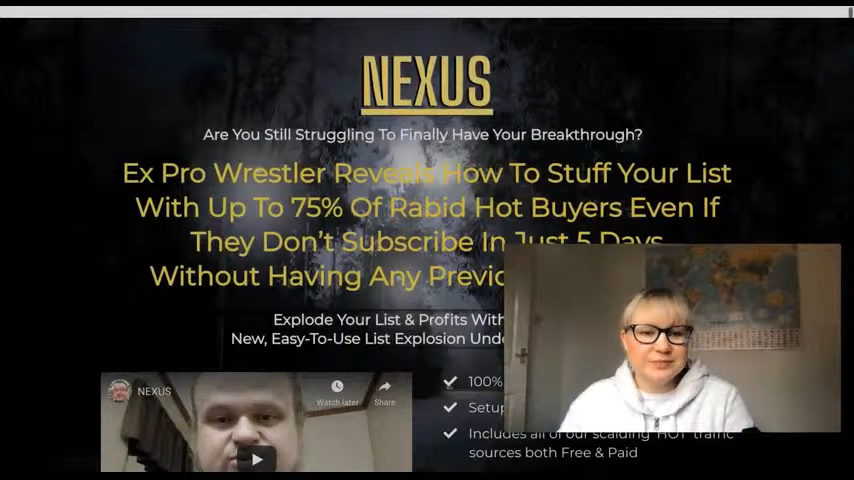 NEXUS
Are You Still Struggling To Finally Have Your Breakthrough?
Ex Pro Wrestler Reveals How To Stuff Your List
With Up To 75% Of Rabid Hot Buyers Even If
They Don't Subscribe In Just 5 Days
Without Having Any
Explode Your List & Profits With
New, Easy-To-Use List Explosion
NEXUS
Watch later
Share
100%
Setup
Includes all of our scalding 'HOT' traffic
sources both Free & Paid